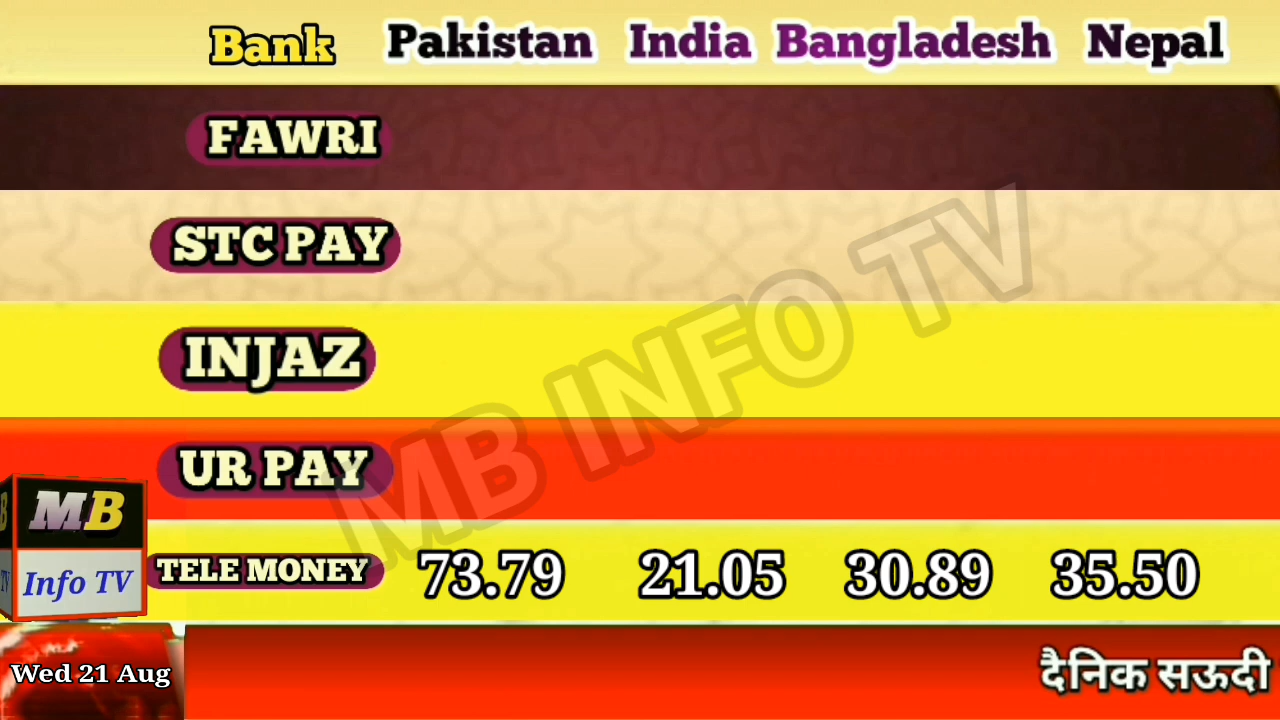 Bank Pakistan India Bangladesh Nepal
FAWRI
STC PAY
INJAZ
UR PAY
MB INFO TV
TELE MONEY 73.79 21.05 30.89 35.50
B MB
TV Info TV
Wed 21 Aug
दैनिक सऊदी